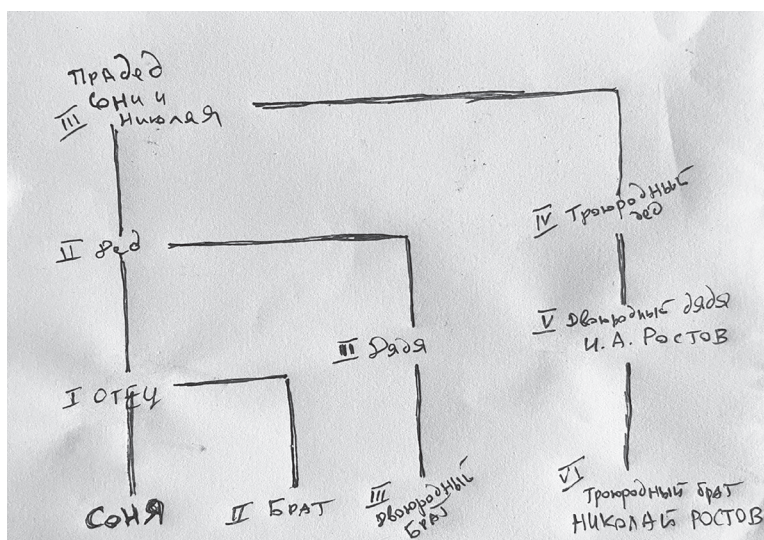 ПРАДЕД
СОНИ И
III НИКОЛАЯ
IV Троюродный
дед
II дед
V Двоюродный дядя
И. А. РОСТОВ
III Дядя
I ОТЕЦ
СОНЯ
II БРАТ
III Двоюродный
БРАТ
VI Троюродный брат
НИКОЛАЙ РОСТОВ